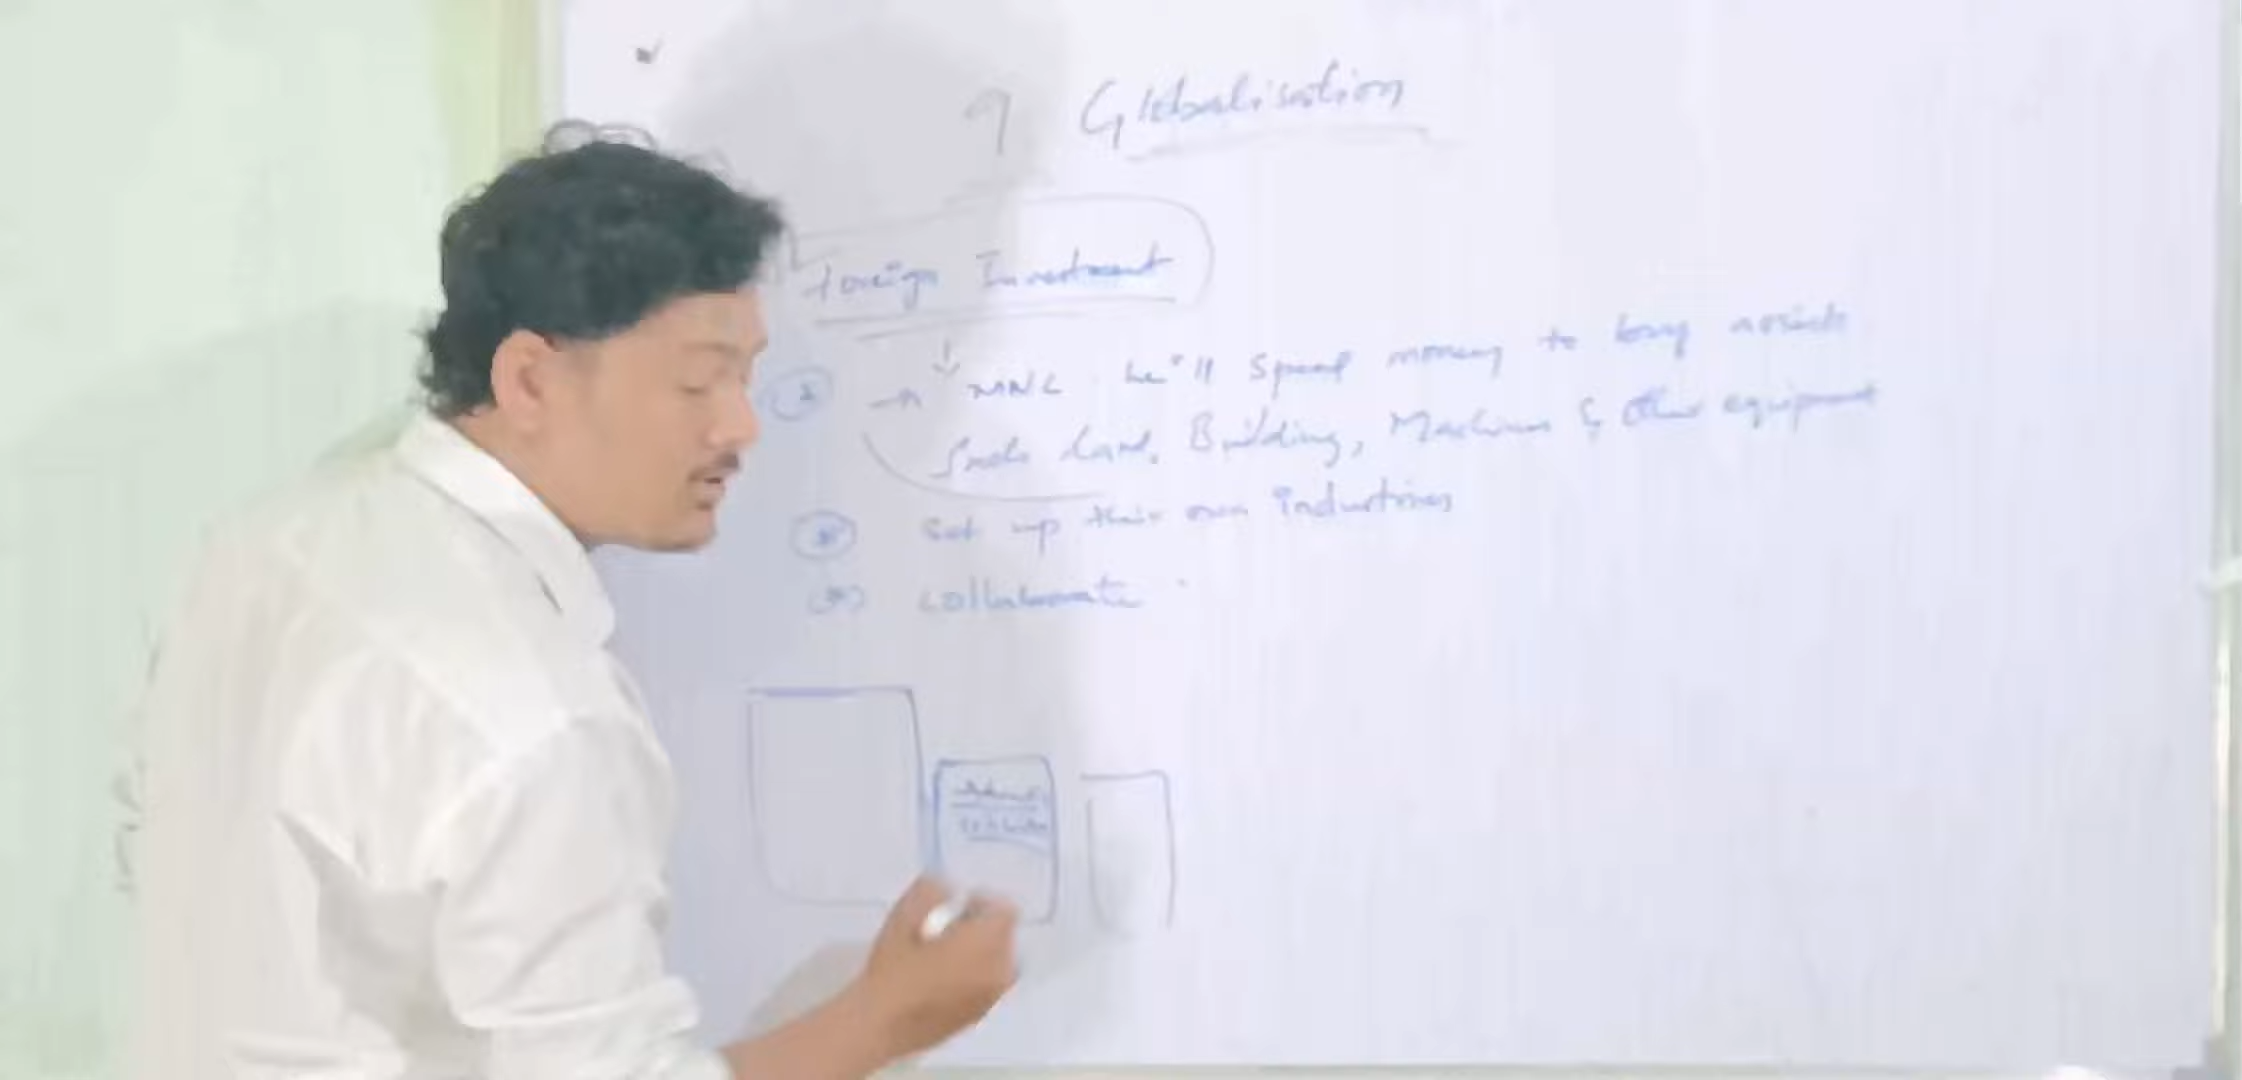 9 Globalisation
Foreign Investment
MNC he'll spend money to buy assets
Such land, Building, Machines & other equipment
Set up their own industries
Collaborate